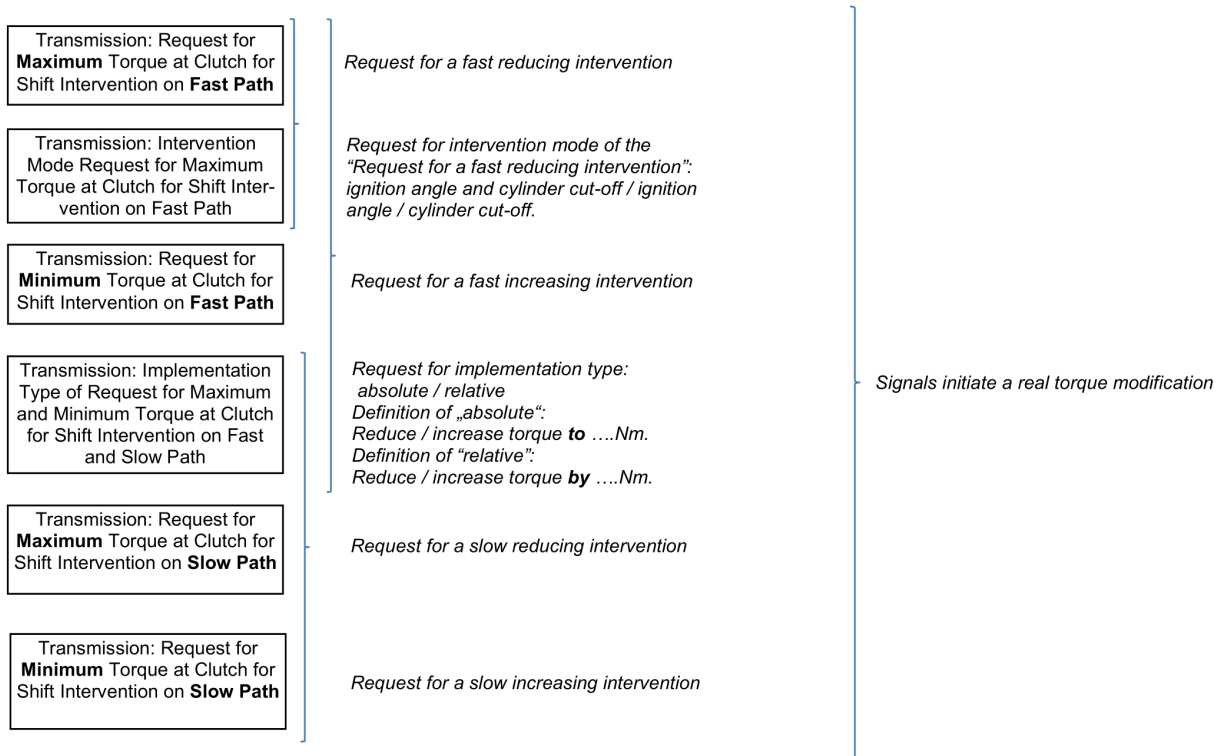 Transmission: Request for
Maximum Torque at Clutch for
Shift Intervention on Fast Path
Request for a fast reducing intervention
Transmission: Intervention
Mode Request for Maximum
Torque at Clutch for Shift Inter-
vention on Fast Path
Request for intervention mode of the
“Request for a fast reducing intervention”:
ignition angle and cylinder cut-off / ignition
angle / cylinder cut-off.
Transmission: Request for
Minimum Torque at Clutch for
Shift Intervention on Fast Path
Request for a fast increasing intervention
Transmission: Implementation
Type of Request for Maximum
and Minimum Torque at Clutch
for Shift Intervention on Fast
and Slow Path
Request for implementation type:
absolute / relative
Definition of „absolute“:
Reduce / increase torque to ….Nm.
Definition of “relative”:
Reduce / increase torque by ….Nm.
Signals initiate a real torque modification
Transmission: Request for
Maximum Torque at Clutch for
Shift Intervention on Slow Path
Request for a slow reducing intervention
Transmission: Request for
Minimum Torque at Clutch for
Shift Intervention on Slow Path
Request for a slow increasing intervention